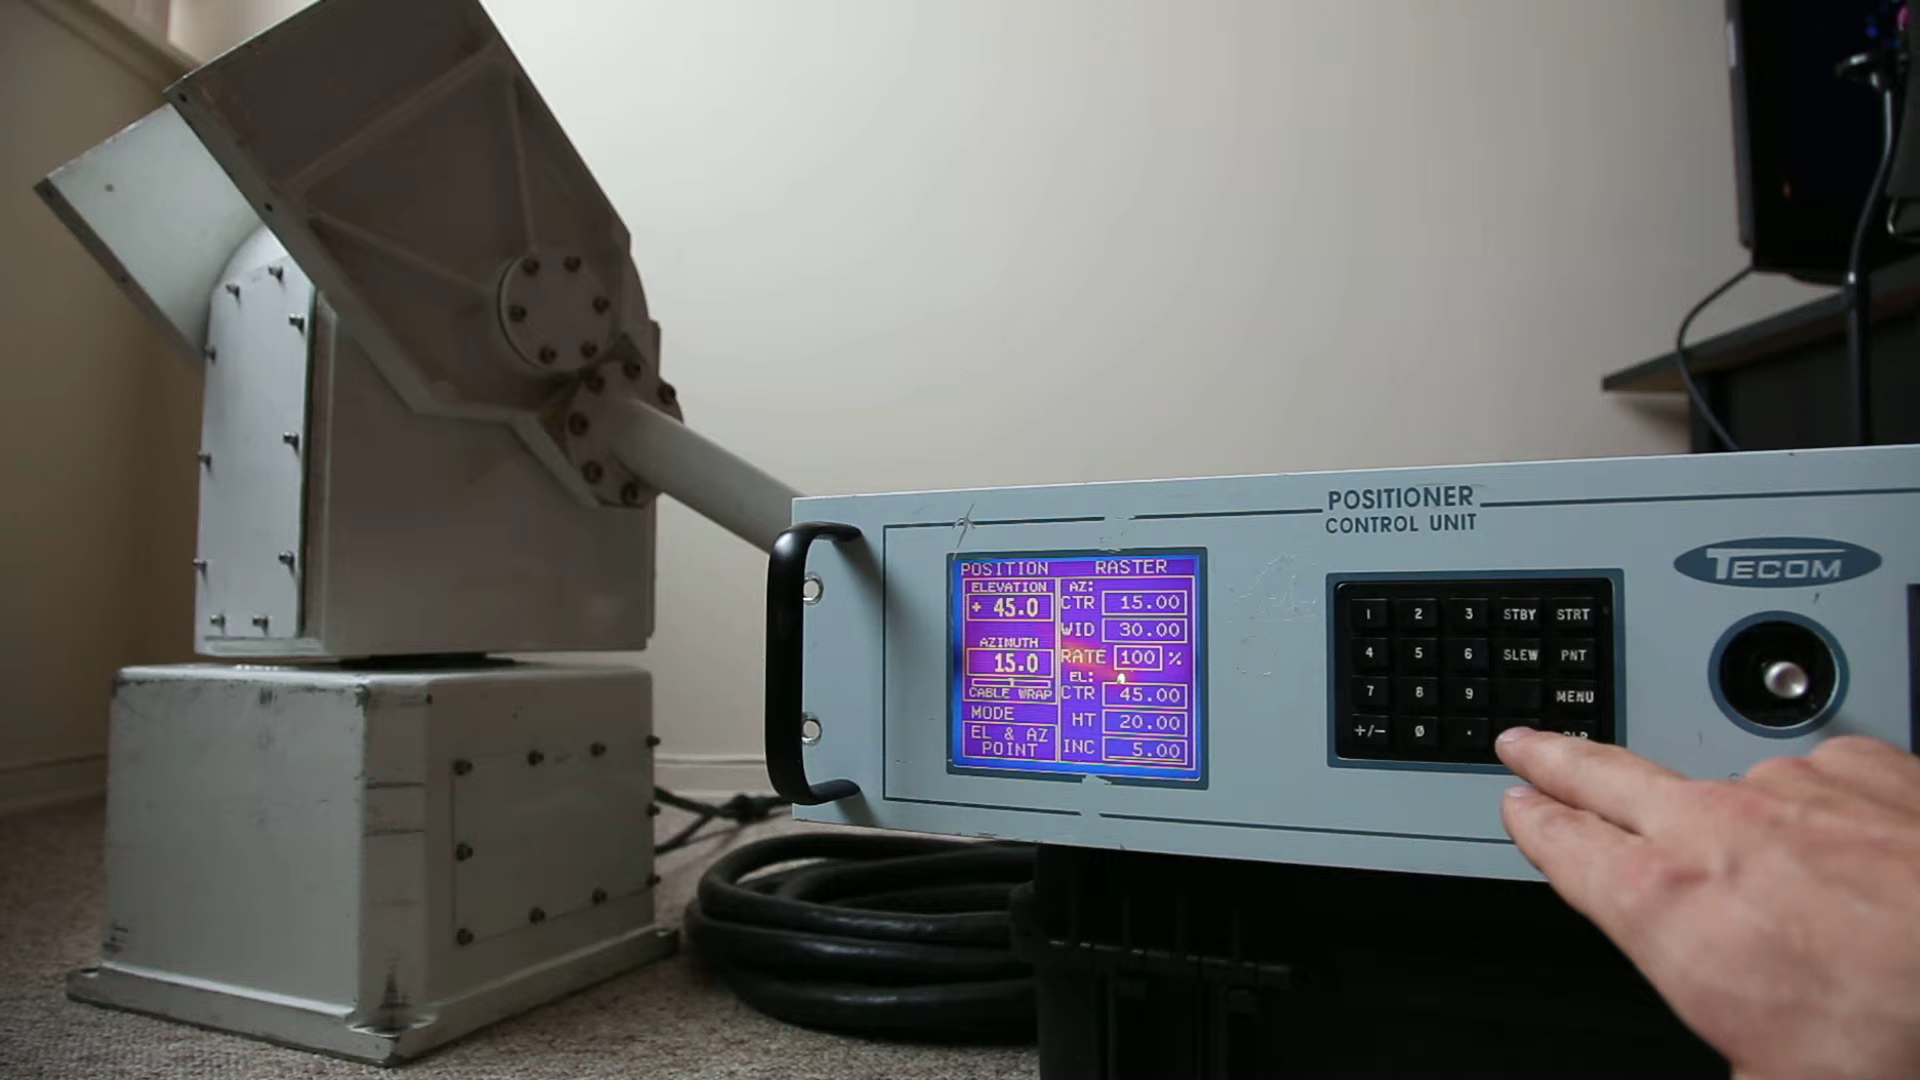 POSITIONER
CONTROL UNIT
TECOM
POSITION RASTER
ELEVATION
+ 45.0
AZIMUTH
15.0
CABLE WRAP
MODE
EL & AZ
POINT
AZ:
CTR 15.00
WID 30.00
RATE 100 %
EL:
CTR 45.00
HT 20.00
INC 5.00
1 2 3 STBY STRT
4 5 6 SLEW PNT
7 8 9 MENU
+/- Ø .